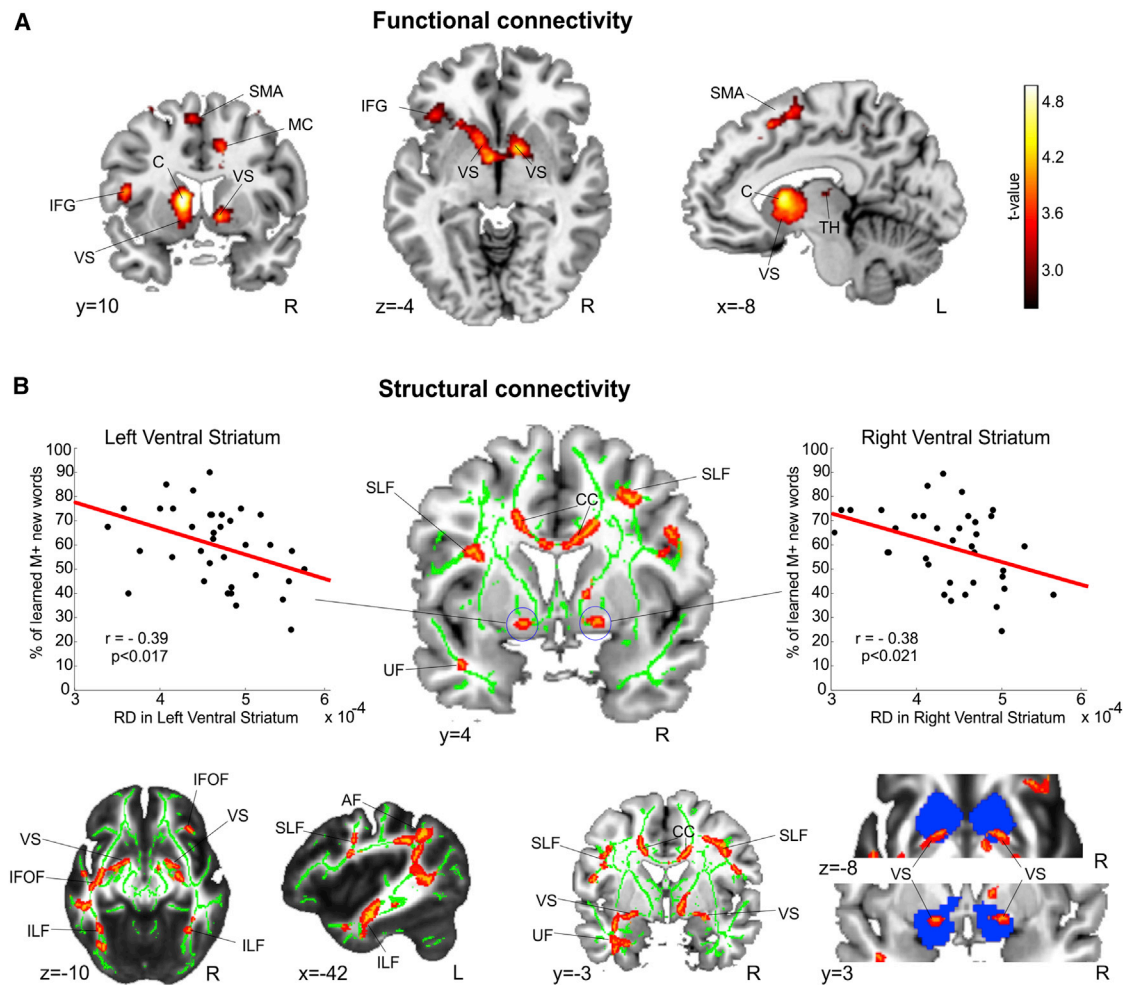 A
Functional connectivity
SMA
MC
C
VS
IFG
VS
y=10
R
IFG
VS
VS
z=-4
R
SMA
C
TH
VS
x=-8
L
4.8
4.2
3.6
3.0
t-value
B
Structural connectivity
Left Ventral Striatum
100
90
80
70
60
50
40
30
20
10
0
% of learned M+ new words
r = - 0.39
p<0.017
3
4
5
6
x 10-4
RD in Left Ventral Striatum
SLF
CC
SLF
UF
y=4
R
Right Ventral Striatum
100
90
80
70
60
50
40
30
20
10
0
% of learned M+ new words
r = - 0.38
p<0.021
3
4
5
6
x 10-4
RD in Right Ventral Striatum
IFOF
VS
VS
IFOF
ILF
ILF
z=-10
R
AF
SLF
ILF
x=-42
L
CC
SLF
SLF
VS
VS
UF
y=-3
R
z=-8
R
VS
VS
y=3
R